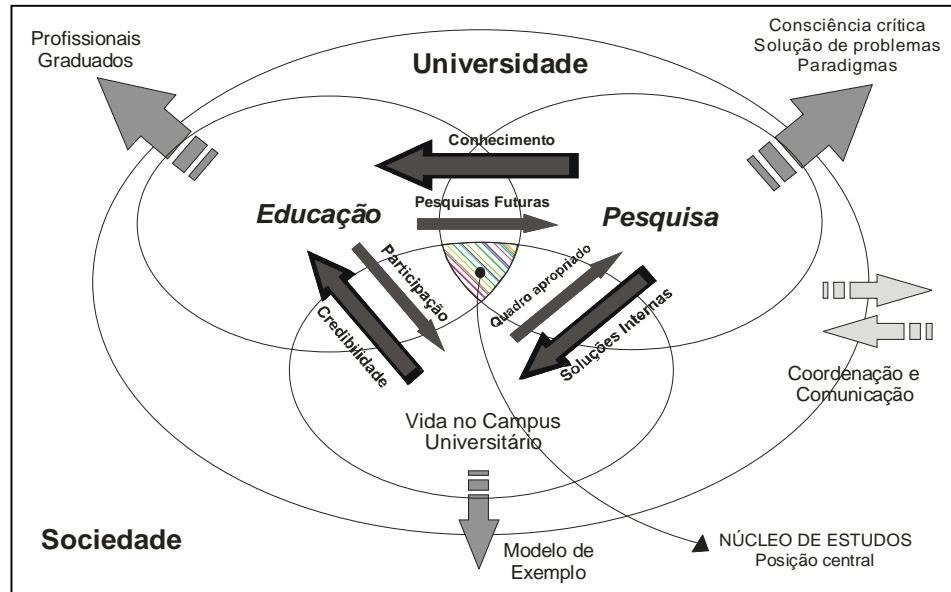 Profissionais
Graduados
Universidade
Consciência crítica
Solução de problemas
Paradigmas
Conhecimento
Pesquisas Futuras
Educação
Pesquisa
Participação
Credibilidade
Quadro apropriado
Soluções Internas
Coordenação e
Comunicação
Vida no Campus
Universitário
Sociedade
Modelo de
Exemplo
NÚCLEO DE ESTUDOS
Posição central